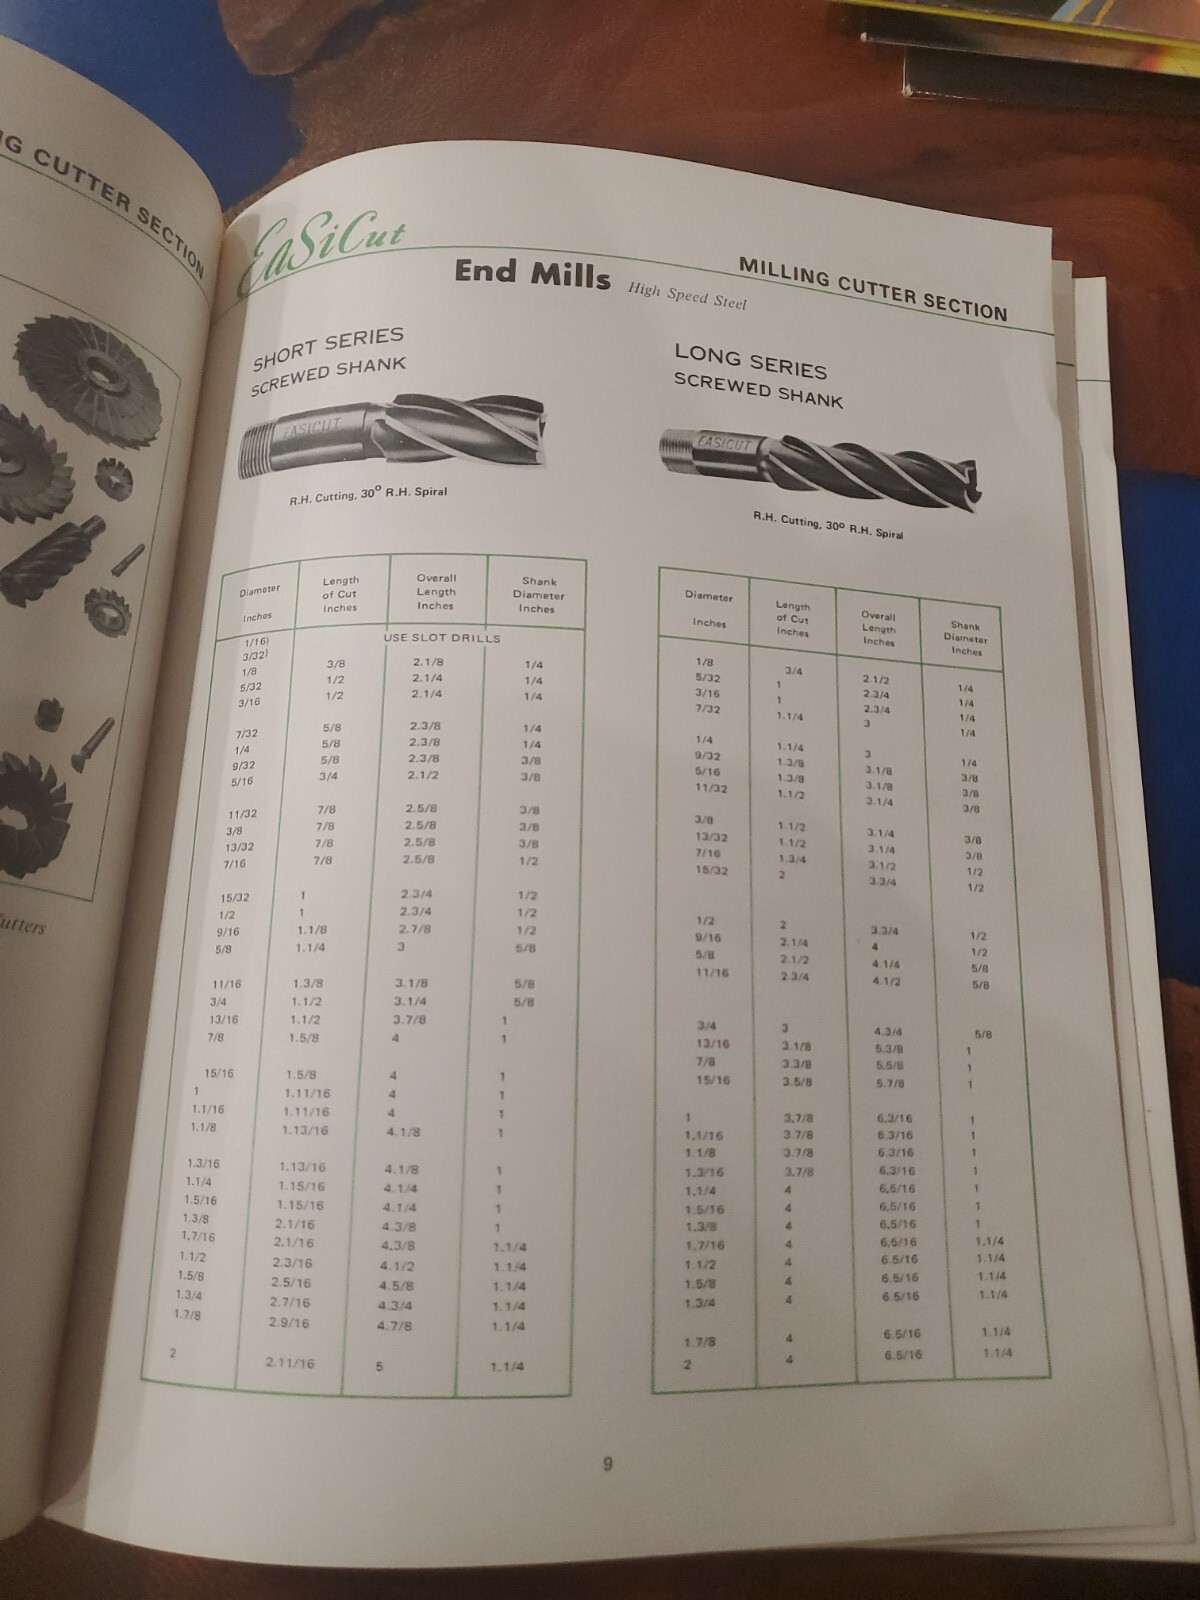 CUTTER SECTION
EaSiCut
End Mills High Speed Steel
MILLING CUTTER SECTION
SHORT SERIES
SCREWED SHANK
EASICUT
R.H. Cutting, 30° R.H. Spiral
Diameter Inches Length of Cut Inches Overall Length Inches Shank Diameter Inches
1/16) USE SLOT DRILLS
3/32)
1/8 3/8 2.1/8 1/4
5/32 1/2 2.1/4 1/4
3/16 1/2 2.1/4 1/4
7/32 5/8 2.3/8 1/4
1/4 5/8 2.3/8 1/4
9/32 5/8 2.3/8 3/8
5/16 3/4 2.1/2 3/8
11/32 7/8 2.5/8 3/8
3/8 7/8 2.5/8 3/8
13/32 7/8 2.5/8 3/8
7/16 7/8 2.5/8 1/2
15/32 1 2.3/4 1/2
1/2 1 2.3/4 1/2
9/16 1.1/8 2.7/8 1/2
5/8 1.1/4 3 5/8
11/16 1.3/8 3.1/8 5/8
3/4 1.1/2 3.1/4 5/8
13/16 1.1/2 3.7/8 1
7/8 1.5/8 4 1
15/16 1.5/8 4 1
1 1.11/16 4 1
1.1/16 1.11/16 4 1
1.1/8 1.13/16 4.1/8 1
1.3/16 1.13/16 4.1/8 1
1.1/4 1.15/16 4.1/4 1
1.5/16 1.15/16 4.1/4 1
1.3/8 2.1/16 4.3/8 1
1.7/16 2.1/16 4.3/8 1.1/4
1.1/2 2.3/16 4.1/2 1.1/4
1.5/8 2.5/16 4.5/8 1.1/4
1.3/4 2.7/16 4.3/4 1.1/4
1.7/8 2.9/16 4.7/8 1.1/4
2 2.11/16 5 1.1/4
LONG SERIES
SCREWED SHANK
EASICUT
R.H. Cutting, 30° R.H. Spiral
Diameter Inches Length of Cut Inches Overall Length Inches Shank Diameter Inches
1/8 3/4 2.1/2 1/4
5/32 1 2.3/4 1/4
3/16 1 2.3/4 1/4
7/32 1.1/4 3 1/4
1/4 1.1/4 3 1/4
9/32 1.3/8 3.1/8 3/8
5/16 1.3/8 3.1/8 3/8
11/32 1.1/2 3.1/4 3/8
3/8 1.1/2 3.1/4 3/8
13/32 1.1/2 3.1/4 3/8
7/16 1.3/4 3.1/2 1/2
15/32 2 3.3/4 1/2
1/2 2 3.3/4 1/2
9/16 2.1/4 4 1/2
5/8 2.1/2 4.1/4 5/8
11/16 2.3/4 4.1/2 5/8
3/4 3 4.3/4 5/8
13/16 3.1/8 5.3/8 1
7/8 3.3/8 5.5/8 1
15/16 3.5/8 5.7/8 1
1 3.7/8 6.3/16 1
1.1/16 3.7/8 6.3/16 1
1.1/8 3.7/8 6.3/16 1
1.3/16 3.7/8 6.3/16 1
1.1/4 4 6.5/16 1
1.5/16 4 6.5/16 1
1.3/8 4 6.5/16 1
1.7/16 4 6.5/16 1.1/4
1.1/2 4 6.5/16 1.1/4
1.5/8 4 6.5/16 1.1/4
1.3/4 4 6.5/16 1.1/4
1.7/8 4 6.5/16 1.1/4
2 4 6.5/16 1.1/4
9